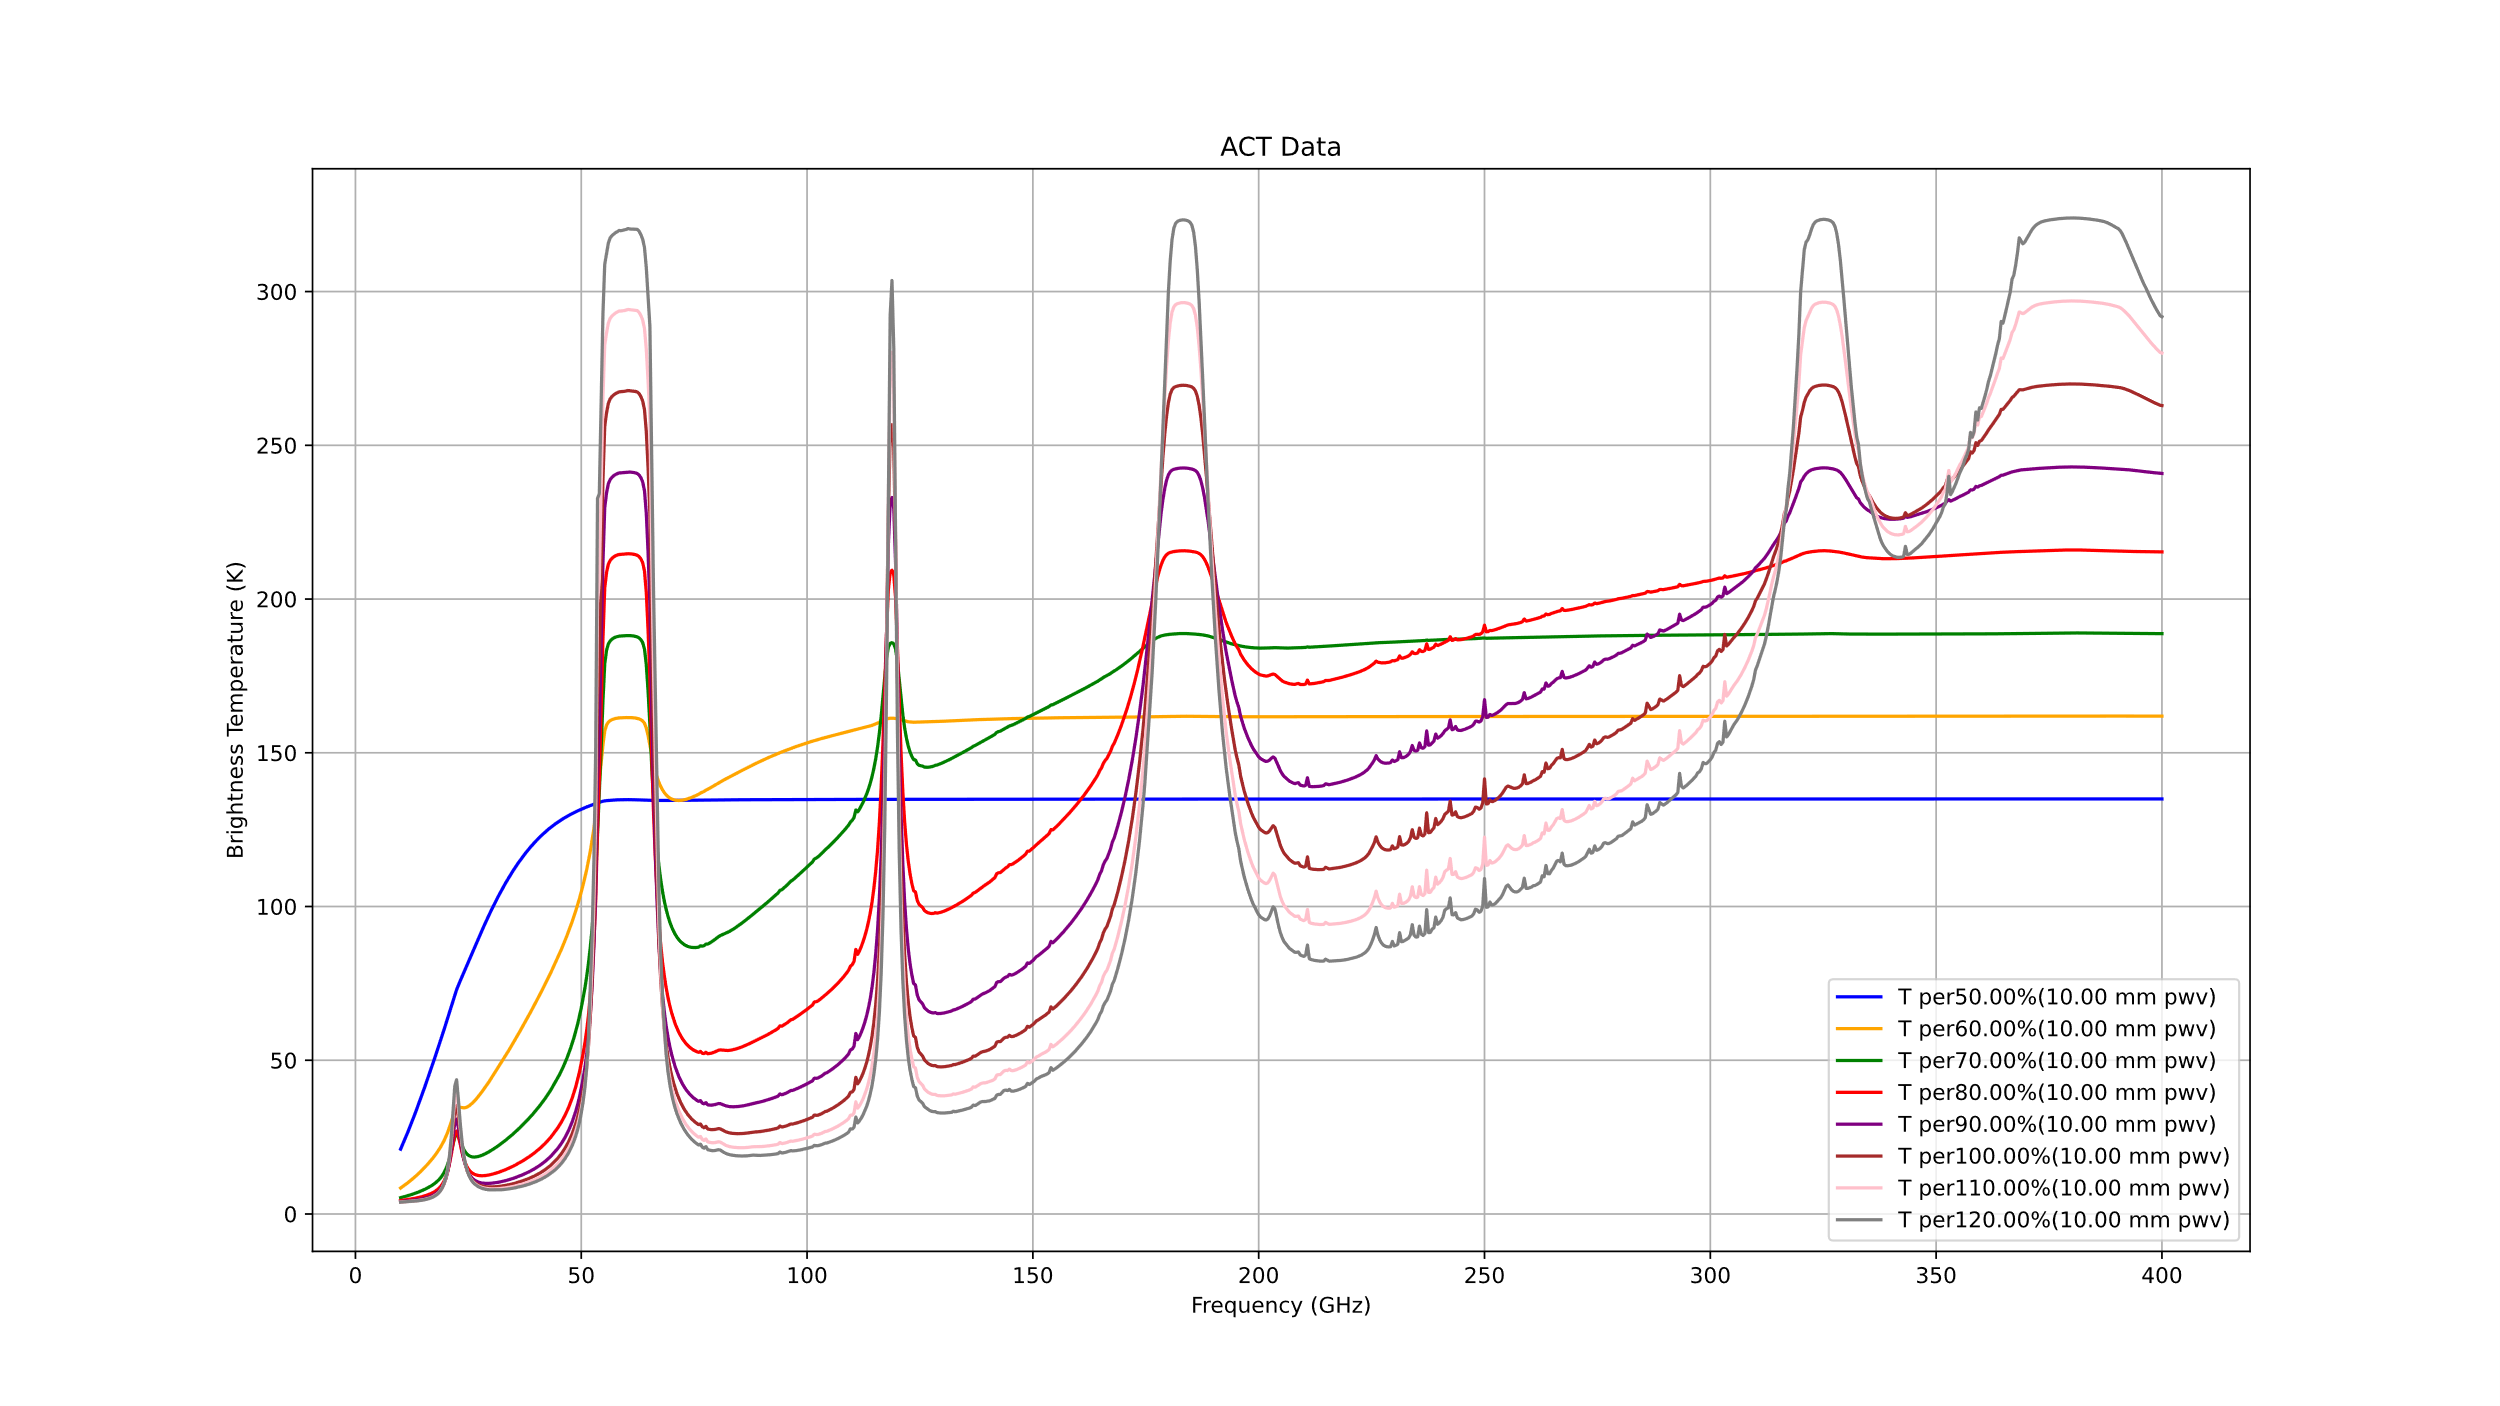 ACT Data
Brightness Temperature (K)
300
250
200
150
100
50
0
0 50 100 150 200 250 300 350 400
Frequency (GHz)
T per50.00%(10.00 mm pwv)
T per60.00%(10.00 mm pwv)
T per70.00%(10.00 mm pwv)
T per80.00%(10.00 mm pwv)
T per90.00%(10.00 mm pwv)
T per100.00%(10.00 mm pwv)
T per110.00%(10.00 mm pwv)
T per120.00%(10.00 mm pwv)